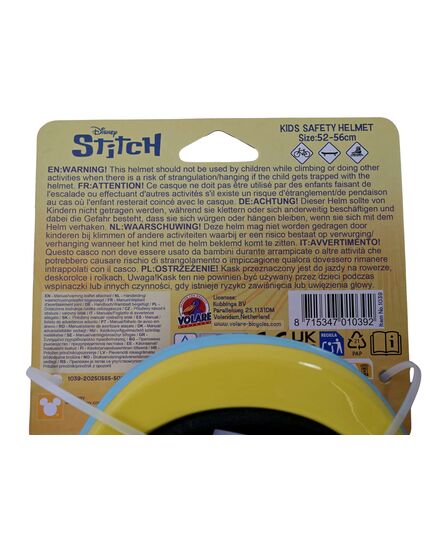 Disney
STITCH
KIDS SAFETY HELMET
Size:52-56cm
EN:WARNING! This helmet should not be used by children while climbing or doing other
activities when there is a risk of strangulation/hanging if the child gets trapped with the
helmet. FR:ATTENTION! Ce casque ne doit pas être utilisé par des enfants faisant de
l'escalade ou effectuant d'autres activités s'il existe un risque d'étranglement/pendaison
au cas où l'enfant resterait coincé avec le casque. DE:ACHTUNG! Dieser Helm sollte von
Kindern nicht getragen werden, während sie klettern oder sich anderweitig beschäftigen und
dabei die Gefahr besteht, dass sie sich strangulieren/hängen bleiben, wenn sie sich mit dem
Helm verhaken. NL:WAARSCHUWING! Deze helm mag niet worden gedragen door
kinderen bij klimmen of andere activiteiten waarbij er een risico bestaat op verwurging/
verhanging wanneer het kind met de helm bekneld komt te zitten. IT:AVVERTIMENTO!
Questo casco non deve essere usato da bambini durante arrampicate o altre attività che
potrebbero causare rischio di strangolamento o impiccagione se dovessero rimanere
intrappolati con il casco. PL:OSTRZEŻENIE! Kask przeznaczony jest do jazdy na rowerze,
deskorolce i rolkach. Uwaga!Kask ten nie powinien być używany przez dzieci podczas
wspinaczki lub innych czynności, gdy istnieje ryzyko zawiśnięcia lub uwięzienia głowy.
VOLARE
Licensee:
Kubbinga BV
Parallelweg 25,1131DM
Volendam,Netherland
www.volare-bicycles.com
8 715347 010392
Item No.1039
UK
PAP